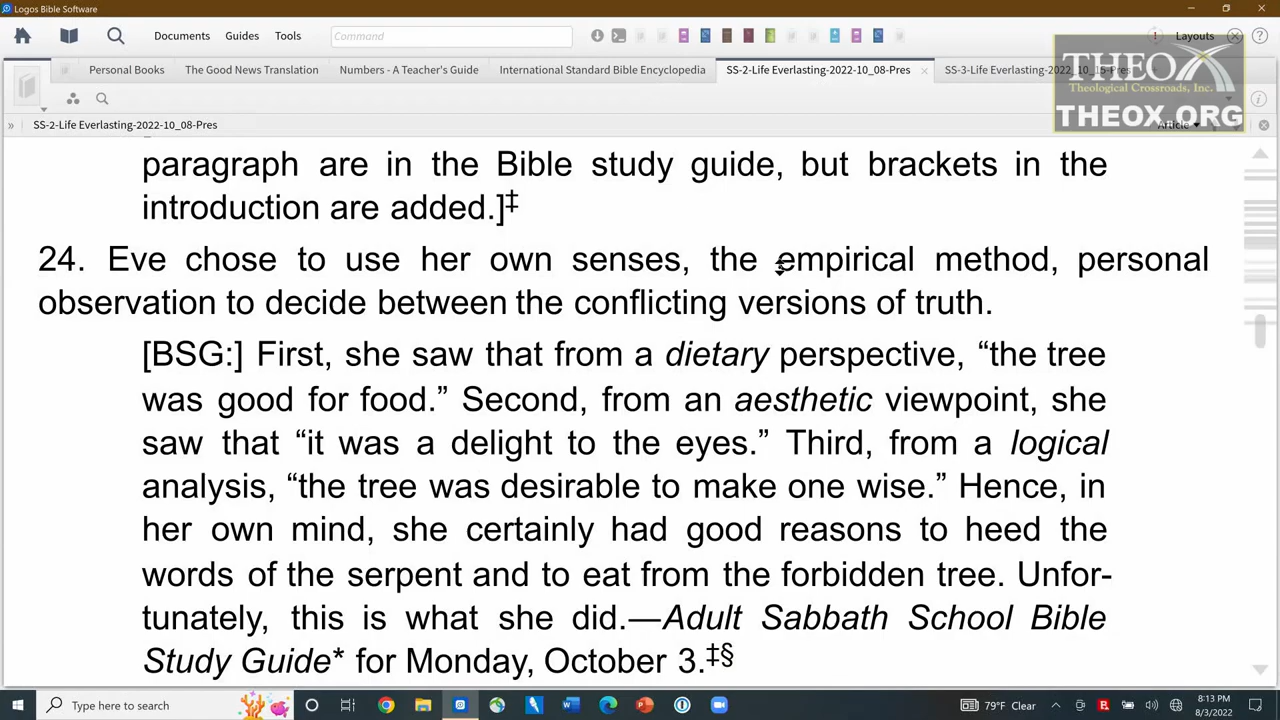 Logos Bible Software
Documents Guides Tools Command Layouts
Personal Books The Good News Translation International Standard Bible Encyclopedia SS-2-Life Everlasting-2022-10_08-Pres SS-3-Life Everlasting-2022
THEOX
Theological Crossroads, Inc.
THEOX.ORG
SS-2-Life Everlasting-2022-10_08-Pres Article
paragraph are in the Bible study guide, but brackets in the
introduction are added.]‡
24. Eve chose to use her own senses, the empirical method, personal
observation to decide between the conflicting versions of truth.
[BSG:] First, she saw that from a dietary perspective, “the tree
was good for food.” Second, from an aesthetic viewpoint, she
saw that “it was a delight to the eyes.” Third, from a logical
analysis, “the tree was desirable to make one wise.” Hence, in
her own mind, she certainly had good reasons to heed the
words of the serpent and to eat from the forbidden tree. Unfor-
tunately, this is what she did.—Adult Sabbath School Bible
Study Guide* for Monday, October 3.‡§
Type here to search 79°F Clear 8:13 PM
8/3/2022